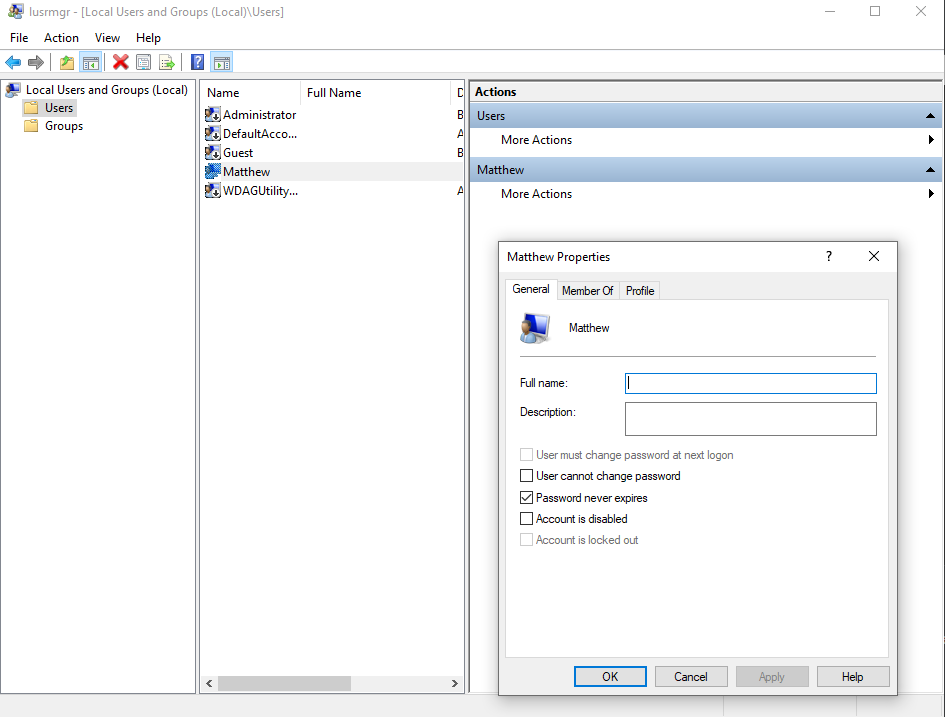 lusrmgr - [Local Users and Groups (Local)\Users]
File Action View Help
Local Users and Groups (Local)
Users
Groups
Name Full Name D
Administrator B
DefaultAcco... A
Guest B
Matthew
WDAGUtility... A
Actions
Users
More Actions
Matthew
More Actions
Matthew Properties
General Member Of Profile
Matthew
Full name:
Description:
User must change password at next logon
User cannot change password
Password never expires
Account is disabled
Account is locked out
OK Cancel Apply Help